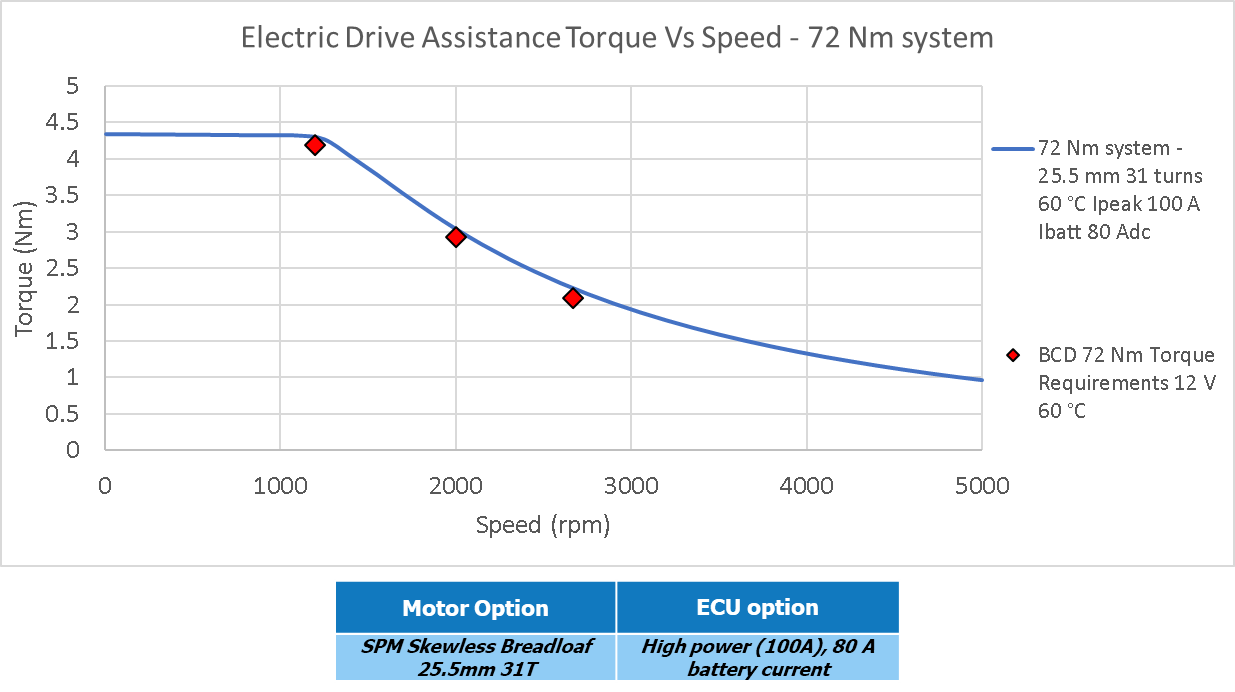 Electric Drive Assistance Torque Vs Speed - 72 Nm system
5
4.5
4
3.5
3
2.5
2
1.5
1
0.5
0
Torque (Nm)
0 1000 2000 3000 4000 5000
Speed (rpm)
72 Nm system -
25.5 mm 31 turns
60 °C Ipeak 100 A
Ibatt 80 Adc
BCD 72 Nm Torque
Requirements 12 V
60 °C
Motor Option
ECU option
SPM Skewless Breadloaf
25.5mm 31T
High power (100A), 80 A
battery current